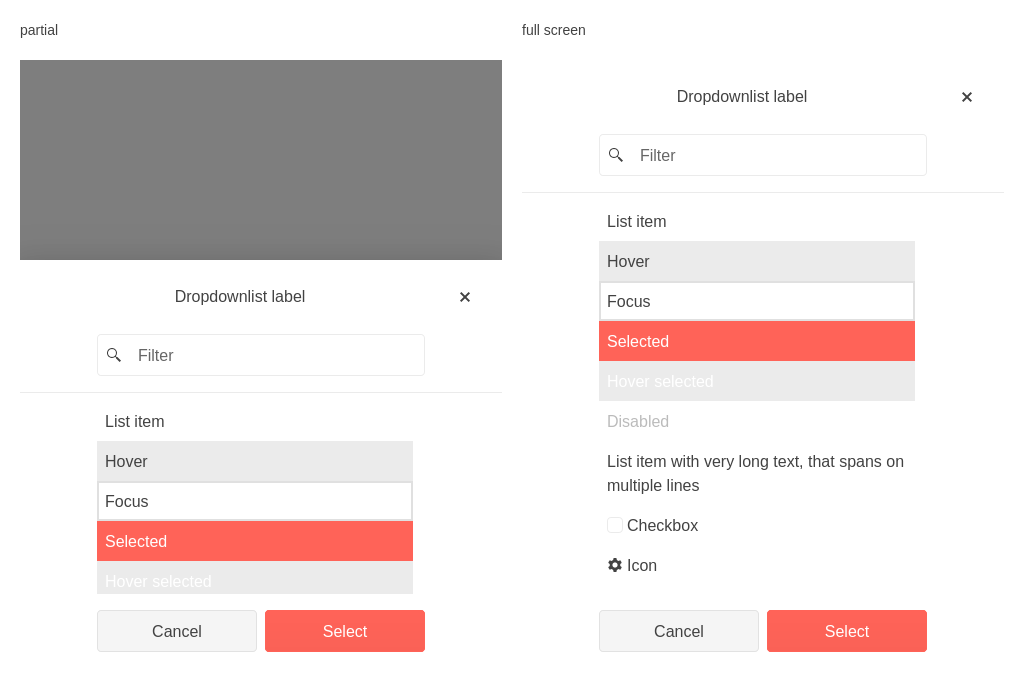 partial
Dropdownlist label
Filter
List item
Hover
Focus
Selected
Hover selected
Cancel
Select
full screen
Dropdownlist label
Filter
List item
Hover
Focus
Selected
Hover selected
Disabled
List item with very long text, that spans on
multiple lines
Checkbox
Icon
Cancel
Select